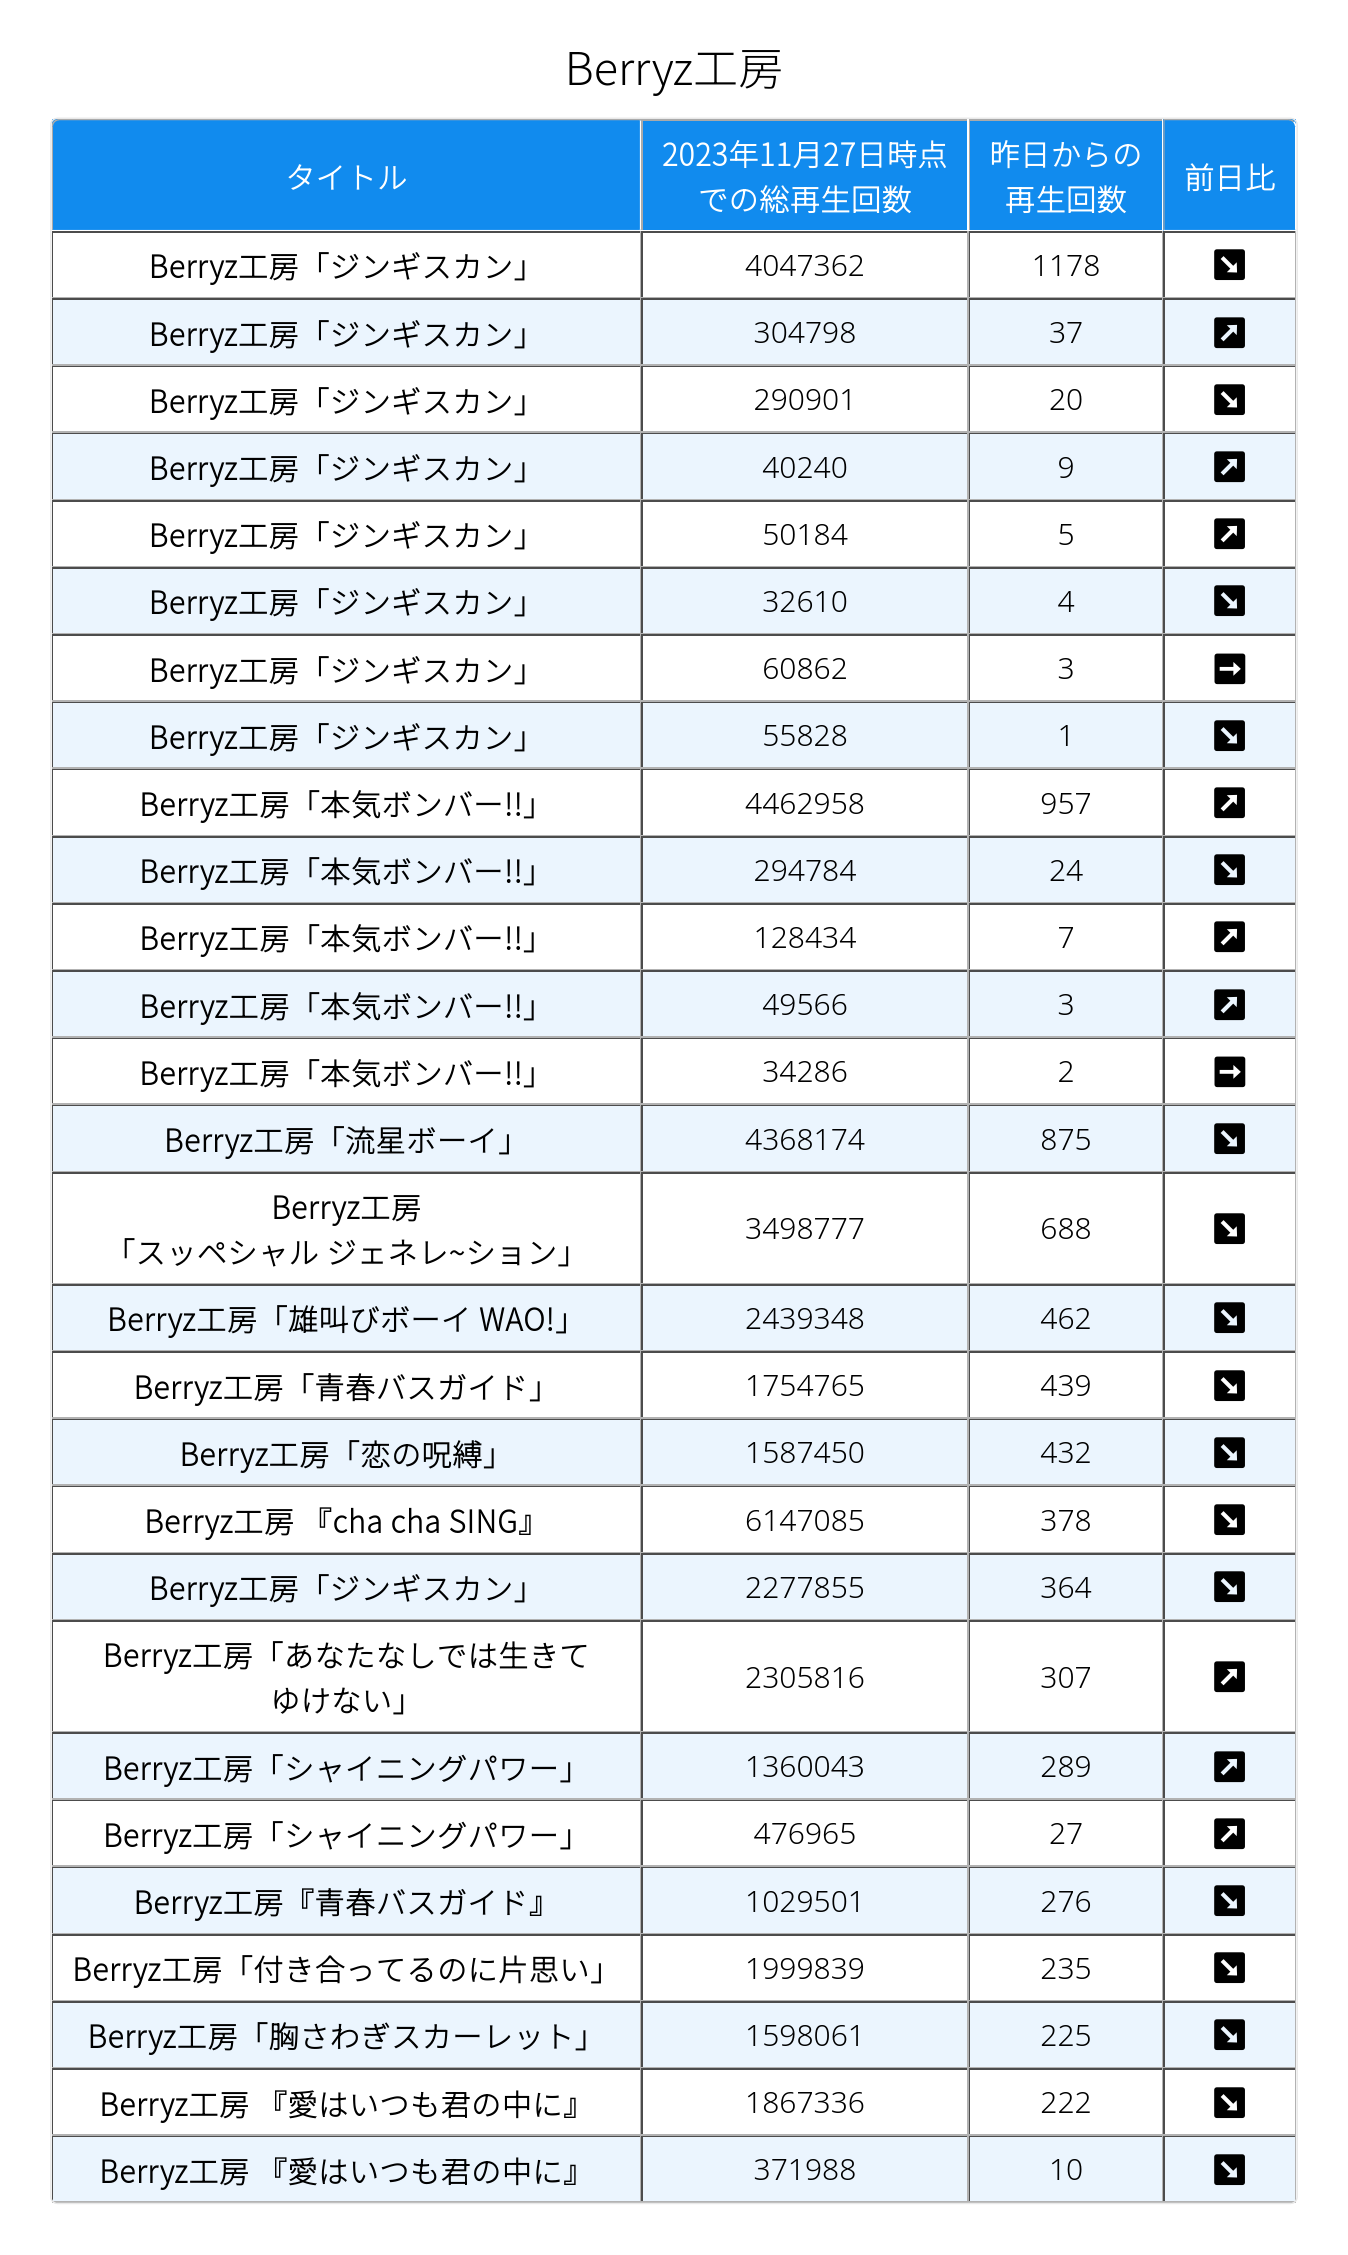 Berryz工房
タイトル 2023年11月27日時点 昨日からの 前日比
での総再生回数 再生回数
Berryz工房「ジンギスカン」 4047362 1178 ↘
Berryz工房「ジンギスカン」 304798 37 ↗
Berryz工房「ジンギスカン」 290901 20 ↘
Berryz工房「ジンギスカン」 40240 9 ↗
Berryz工房「ジンギスカン」 50184 5 ↗
Berryz工房「ジンギスカン」 32610 4 ↘
Berryz工房「ジンギスカン」 60862 3 →
Berryz工房「ジンギスカン」 55828 1 ↘
Berryz工房「本気ボンバー!!」 4462958 957 ↗
Berryz工房「本気ボンバー!!」 294784 24 ↘
Berryz工房「本気ボンバー!!」 128434 7 ↗
Berryz工房「本気ボンバー!!」 49566 3 ↗
Berryz工房「本気ボンバー!!」 34286 2 →
Berryz工房「流星ボーイ」 4368174 875 ↘
Berryz工房
「スッペシャル ジェネレ~ション」 3498777 688 ↘
Berryz工房「雄叫びボーイ WAO!」 2439348 462 ↘
Berryz工房「青春バスガイド」 1754765 439 ↘
Berryz工房「恋の呪縛」 1587450 432 ↘
Berryz工房 『cha cha SING』 6147085 378 ↘
Berryz工房「ジンギスカン」 2277855 364 ↘
Berryz工房「あなたなしでは生きて
ゆけない」 2305816 307 ↗
Berryz工房「シャイニングパワー」 1360043 289 ↗
Berryz工房「シャイニングパワー」 476965 27 ↗
Berryz工房『青春バスガイド』 1029501 276 ↘
Berryz工房「付き合ってるのに片思い」 1999839 235 ↘
Berryz工房「胸さわぎスカーレット」 1598061 225 ↘
Berryz工房 『愛はいつも君の中に』 1867336 222 ↘
Berryz工房 『愛はいつも君の中に』 371988 10 ↘